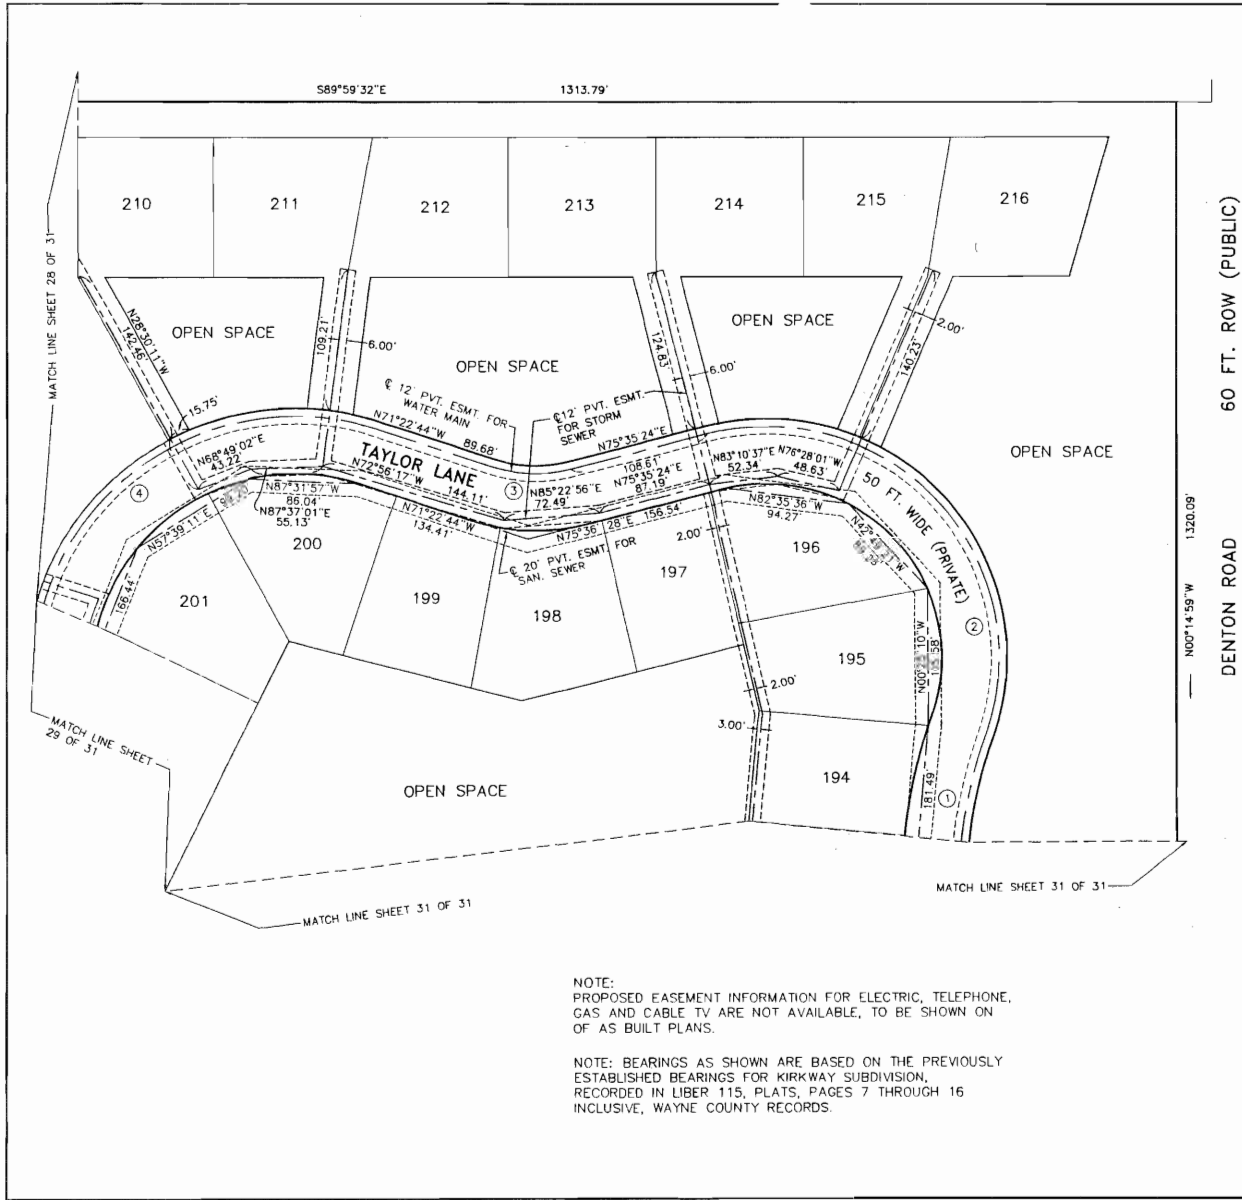 S89°59'32"E 1313.79'
210
211
212
213
214
215
216
MATCH LINE SHEET 28 OF 31
60 FT. ROW (PUBLIC)
DENTON ROAD
N00°14'59"W 1320.09'
N28°30'11"W
142.46'
OPEN SPACE
109.21'
6.00'
OPEN SPACE
124.83'
6.00'
OPEN SPACE
2.00'
140.23'
OPEN SPACE
15.75'
℄ 12' PVT. ESMT. FOR
WATER MAIN
℄12' PVT. ESMT.
FOR STORM
SEWER
N71°22'44"W
89.68'
N75°35'24"E
108.61'
N68°49'02"E
43.22'
TAYLOR LANE
N72°56'17"W
144.11'
N75°35'24"E
87.19'
N83°10'37"E
52.34'
N76°28'01"W
48.63'
50 FT. WIDE (PRIVATE)
4
3
N85°22'56"E
72.49'
N87°31'57"W
86.04'
N87°37'01"E
55.13'
N57°39'11"E
N71°22'44"W
134.41'
N75°36'28"E 156.54'
2.00'
N82°35'36"W
94.27'
N42°49'21"W
℄ 20' PVT. ESMT. FOR
SAN. SEWER
166.44'
201
200
199
198
197
196
195
194
2
N00° 10"W
58'
2.00'
3.00'
181.49'
1
MATCH LINE SHEET
29 OF 31
OPEN SPACE
MATCH LINE SHEET 31 OF 31
MATCH LINE SHEET 31 OF 31
NOTE:
PROPOSED EASEMENT INFORMATION FOR ELECTRIC, TELEPHONE,
GAS AND CABLE TV ARE NOT AVAILABLE, TO BE SHOWN ON
OF AS BUILT PLANS.
NOTE: BEARINGS AS SHOWN ARE BASED ON THE PREVIOUSLY
ESTABLISHED BEARINGS FOR KIRKWAY SUBDIVISION,
RECORDED IN LIBER 115, PLATS, PAGES 7 THROUGH 16
INCLUSIVE, WAYNE COUNTY RECORDS.